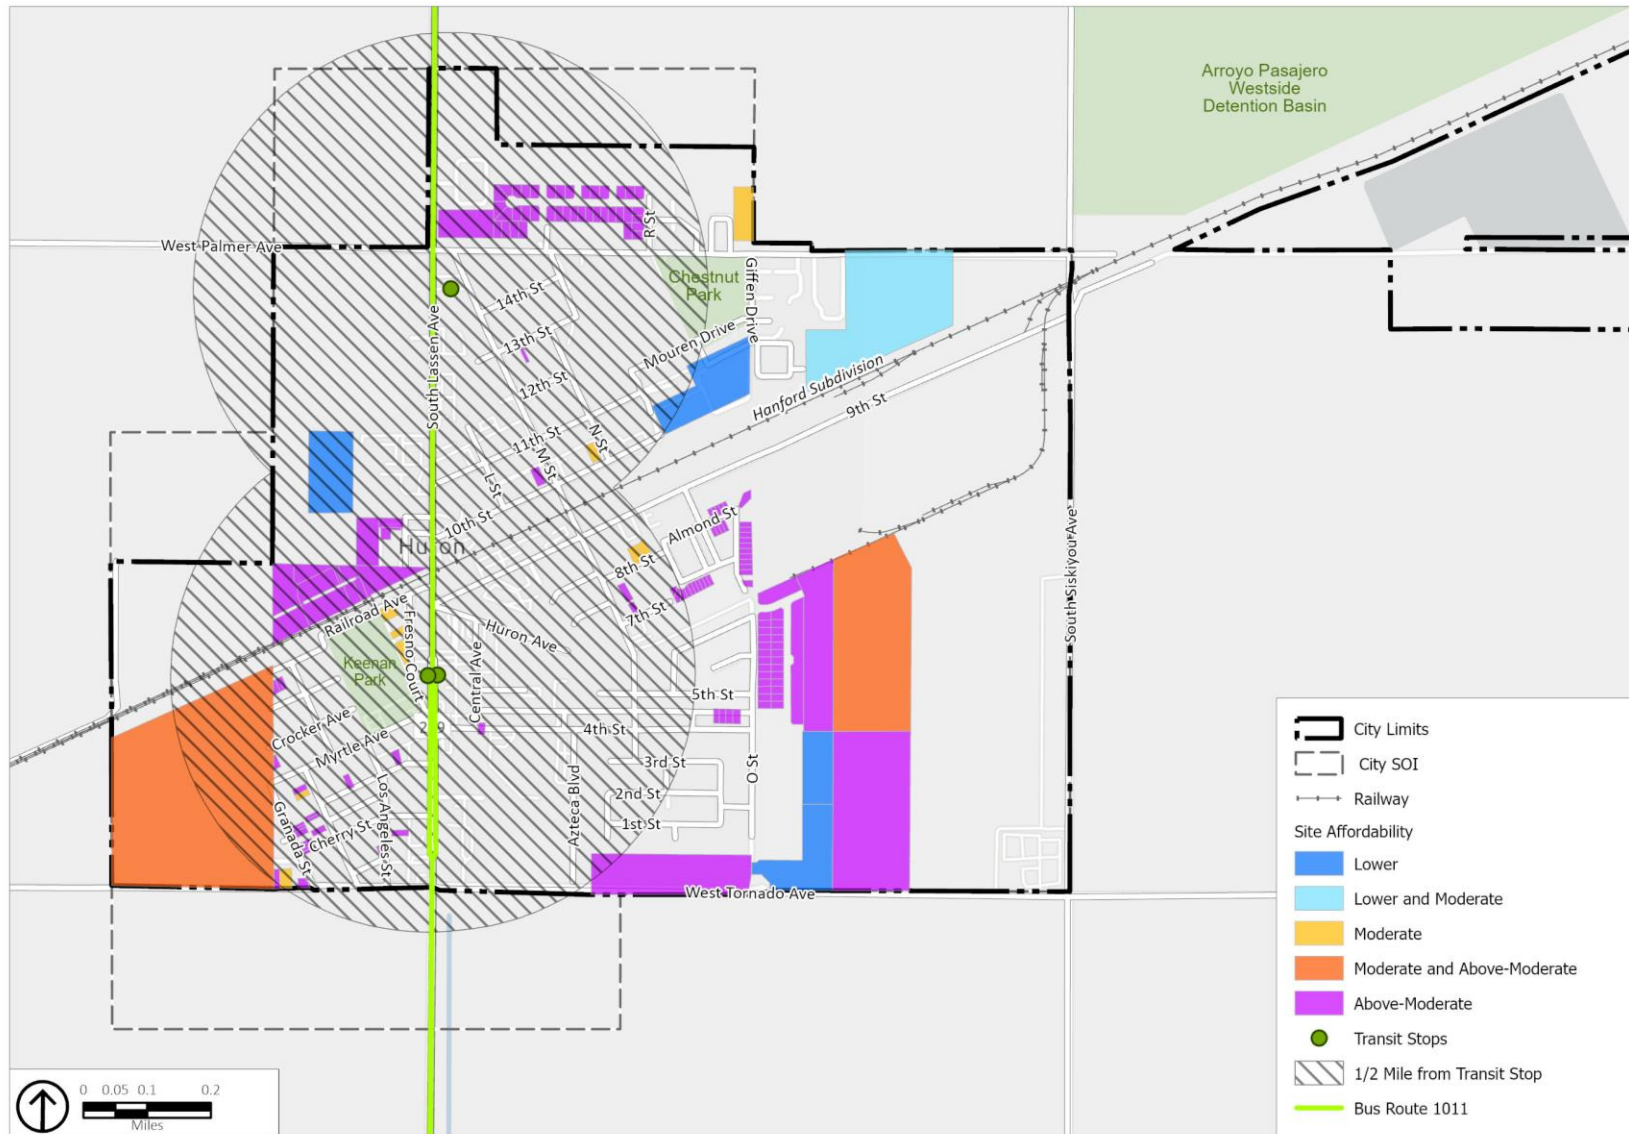 Arroyo Pasajero
Westside
Detention Basin
West Palmer Ave
R St
Chestnut
Park
Giffen Drive
14th St
South Lassen Ave
13th St
Mouren Drive
12th St
Hanford Subdivision
9th St
11th St
N St
M St
L St
10th St
Huron
Almond St
8th St
7th St
South Siskiyou Ave
Railroad Ave
Fresno Court
Huron Ave
Keenan
Park
Central Ave
5th St
4th St
Crocker Ave
Myrtle Ave
3rd St
O St
2nd St
1st St
Azteca Blvd
Los Angeles St
Granada St
Cherry St
West Tornado Ave
City Limits
City SOI
Railway
Site Affordability
Lower
Lower and Moderate
Moderate
Moderate and Above-Moderate
Above-Moderate
Transit Stops
1/2 Mile from Transit Stop
Bus Route 1011
0 0.05 0.1 0.2
Miles